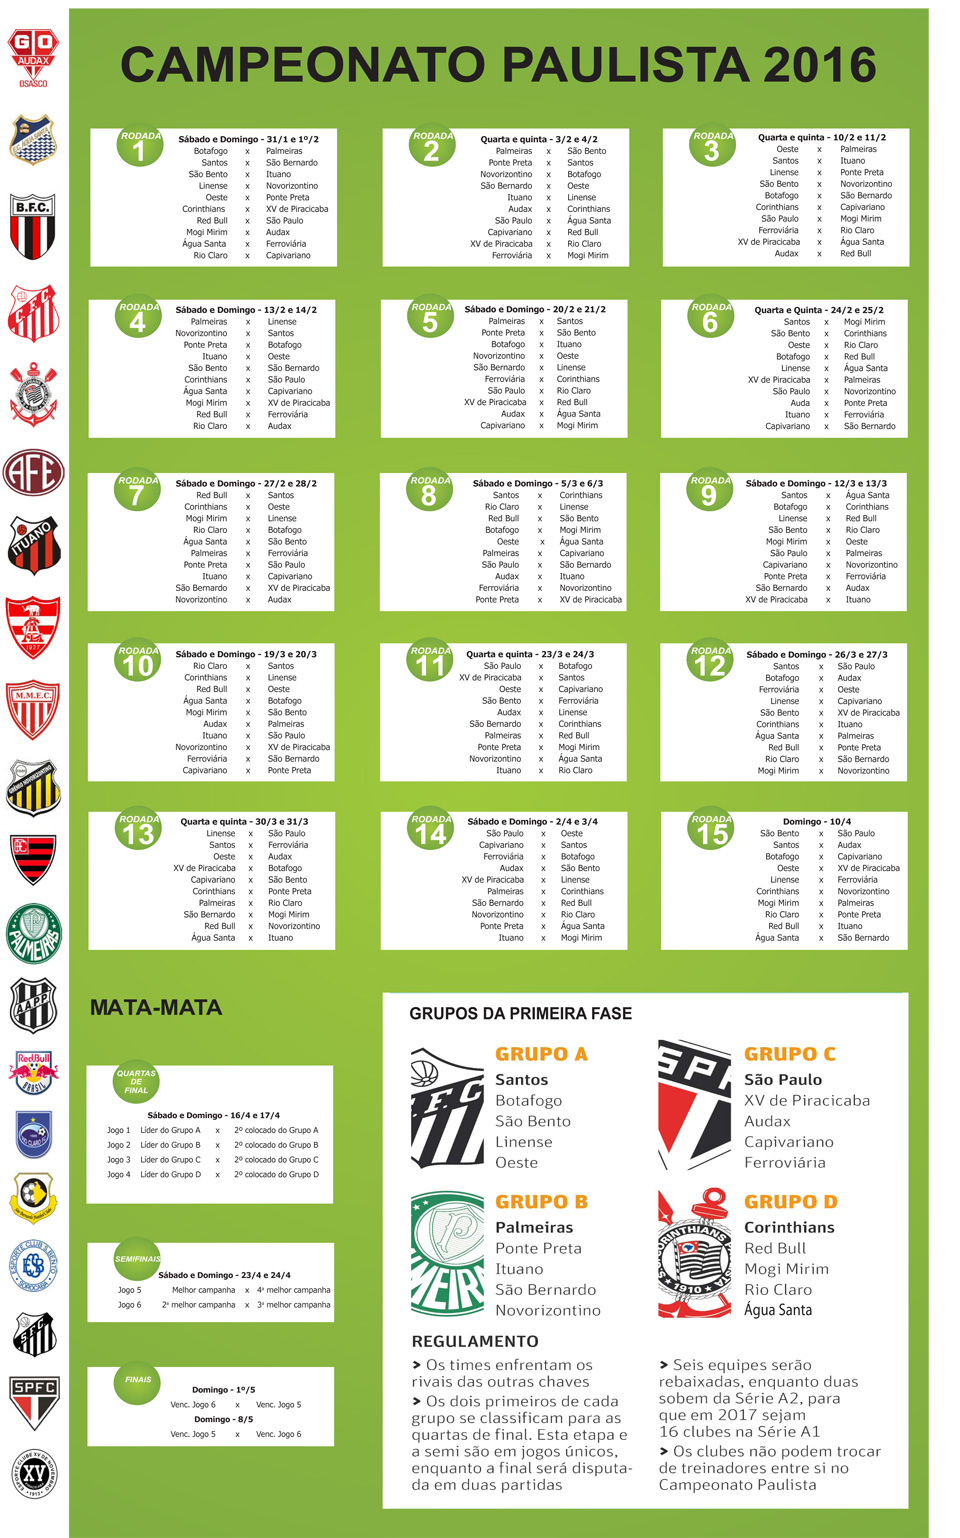 CAMPEONATO PAULISTA 2016
RODADA 1
Sábado e Domingo - 31/1 e 1º/2
Botafogo x Palmeiras
Santos x São Bernardo
São Bento x Ituano
Linense x Novorizontino
Oeste x Ponte Preta
Corinthians x XV de Piracicaba
Red Bull x São Paulo
Mogi Mirim x Audax
Água Santa x Ferroviária
Rio Claro x Capivariano
RODADA 2
Quarta e quinta - 3/2 e 4/2
Palmeiras x São Bento
Ponte Preta x Santos
Novorizontino x Botafogo
São Bernardo x Oeste
Ituano x Linense
Audax x Corinthians
São Paulo x Água Santa
Capivariano x Red Bull
XV de Piracicaba x Rio Claro
Ferroviária x Mogi Mirim
RODADA 3
Quarta e quinta - 10/2 e 11/2
Oeste x Palmeiras
Santos x Ituano
Linense x Ponte Preta
São Bento x Novorizontino
Botafogo x São Bernardo
Corinthians x Capivariano
São Paulo x Mogi Mirim
Ferroviária x Rio Claro
XV de Piracicaba x Água Santa
Audax x Red Bull
RODADA 4
Sábado e Domingo - 13/2 e 14/2
Palmeiras x Linense
Novorizontino x Santos
Ponte Preta x Botafogo
Ituano x Oeste
São Bento x São Bernardo
Corinthians x São Paulo
Água Santa x Capivariano
Mogi Mirim x XV de Piracicaba
Red Bull x Ferroviária
Rio Claro x Audax
RODADA 5
Sábado e Domingo - 20/2 e 21/2
Palmeiras x Santos
Ponte Preta x São Bento
Botafogo x Ituano
Novorizontino x Oeste
São Bernardo x Linense
Ferroviária x Corinthians
São Paulo x Rio Claro
XV de Piracicaba x Red Bull
Audax x Água Santa
Capivariano x Mogi Mirim
RODADA 6
Quarta e Quinta - 24/2 e 25/2
Santos x Mogi Mirim
São Bento x Corinthians
Oeste x Rio Claro
Botafogo x Red Bull
Linense x Água Santa
XV de Piracicaba x Palmeiras
São Paulo x Novorizontino
Auda x Ponte Preta
Ituano x Ferroviária
Capivariano x São Bernardo
RODADA 7
Sábado e Domingo - 27/2 e 28/2
Red Bull x Santos
Corinthians x Oeste
Mogi Mirim x Linense
Rio Claro x Botafogo
Água Santa x São Bento
Palmeiras x Ferroviária
Ponte Preta x São Paulo
Ituano x Capivariano
São Bernardo x XV de Piracicaba
Novorizontino x Audax
RODADA 8
Sábado e Domingo - 5/3 e 6/3
Santos x Corinthians
Rio Claro x Linense
Red Bull x São Bento
Botafogo x Mogi Mirim
Oeste x Água Santa
Palmeiras x Capivariano
São Paulo x São Bernardo
Audax x Ituano
Ferroviária x Novorizontino
Ponte Preta x XV de Piracicaba
RODADA 9
Sábado e Domingo - 12/3 e 13/3
Santos x Água Santa
Botafogo x Corinthians
Linense x Red Bull
São Bento x Rio Claro
Mogi Mirim x Oeste
São Paulo x Palmeiras
Capivariano x Novorizontino
Ponte Preta x Ferroviária
São Bernardo x Audax
XV de Piracicaba x Ituano
RODADA 10
Sábado e Domingo - 19/3 e 20/3
Rio Claro x Santos
Corinthians x Linense
Red Bull x Oeste
Água Santa x Botafogo
Mogi Mirim x São Bento
Audax x Palmeiras
Ituano x São Paulo
Novorizontino x XV de Piracicaba
Ferroviária x São Bernardo
Capivariano x Ponte Preta
RODADA 11
Quarta e quinta - 23/3 e 24/3
São Paulo x Botafogo
XV de Piracicaba x Santos
Oeste x Capivariano
São Bento x Ferroviária
Audax x Linense
São Bernardo x Corinthians
Palmeiras x Red Bull
Ponte Preta x Mogi Mirim
Novorizontino x Água Santa
Ituano x Rio Claro
RODADA 12
Sábado e Domingo - 26/3 e 27/3
Santos x São Paulo
Botafogo x Audax
Ferroviária x Oeste
Linense x Capivariano
São Bento x XV de Piracicaba
Corinthians x Ituano
Água Santa x Palmeiras
Red Bull x Ponte Preta
Rio Claro x São Bernardo
Mogi Mirim x Novorizontino
RODADA 13
Quarta e quinta - 30/3 e 31/3
Linense x São Paulo
Santos x Ferroviária
Oeste x Audax
XV de Piracicaba x Botafogo
Capivariano x São Bento
Corinthians x Ponte Preta
Palmeiras x Rio Claro
São Bernardo x Mogi Mirim
Red Bull x Novorizontino
Água Santa x Ituano
RODADA 14
Sábado e Domingo - 2/4 e 3/4
São Paulo x Oeste
Capivariano x Santos
Ferroviária x Botafogo
Audax x São Bento
XV de Piracicaba x Linense
Palmeiras x Corinthians
São Bernardo x Red Bull
Novorizontino x Rio Claro
Ponte Preta x Água Santa
Ituano x Mogi Mirim
RODADA 15
Domingo - 10/4
São Bento x São Paulo
Santos x Audax
Botafogo x Capivariano
Oeste x XV de Piracicaba
Linense x Ferroviária
Corinthians x Novorizontino
Mogi Mirim x Palmeiras
Rio Claro x Ponte Preta
Red Bull x Ituano
Água Santa x São Bernardo
MATA-MATA
QUARTAS
DE
FINAL
Sábado e Domingo - 16/4 e 17/4
Jogo 1 Líder do Grupo A x 2º colocado do Grupo A
Jogo 2 Líder do Grupo B x 2º colocado do Grupo B
Jogo 3 Líder do Grupo C x 2º colocado do Grupo C
Jogo 4 Líder do Grupo D x 2º colocado do Grupo D
SEMIFINAIS
Sábado e Domingo - 23/4 e 24/4
Jogo 5 Melhor campanha x 4ª melhor campanha
Jogo 6 2ª melhor campanha x 3ª melhor campanha
FINAIS
Domingo - 1º/5
Venc. Jogo 6 x Venc. Jogo 5
Domingo - 8/5
Venc. Jogo 5 x Venc. Jogo 6
GRUPOS DA PRIMEIRA FASE
GRUPO A
Santos
Botafogo
São Bento
Linense
Oeste
GRUPO C
São Paulo
XV de Piracicaba
Audax
Capivariano
Ferroviária
GRUPO B
Palmeiras
Ponte Preta
Ituano
São Bernardo
Novorizontino
GRUPO D
Corinthians
Red Bull
Mogi Mirim
Rio Claro
Água Santa
REGULAMENTO
> Os times enfrentam os
rivais das outras chaves
> Os dois primeiros de cada
grupo se classificam para as
quartas de final. Esta etapa e
a semi são em jogos únicos,
enquanto a final será disputa-
da em duas partidas
> Seis equipes serão
rebaixadas, enquanto duas
sobem da Série A2, para
que em 2017 sejam
16 clubes na Série A1
> Os clubes não podem trocar
de treinadores entre si no
Campeonato Paulista
GO
AUDAX
OSASCO
B.F.C.
AFE
ITUANO
1927
M.M.E.C.
PALMEIRAS
AAPP
Red Bull
BRASIL
SPFC
XV